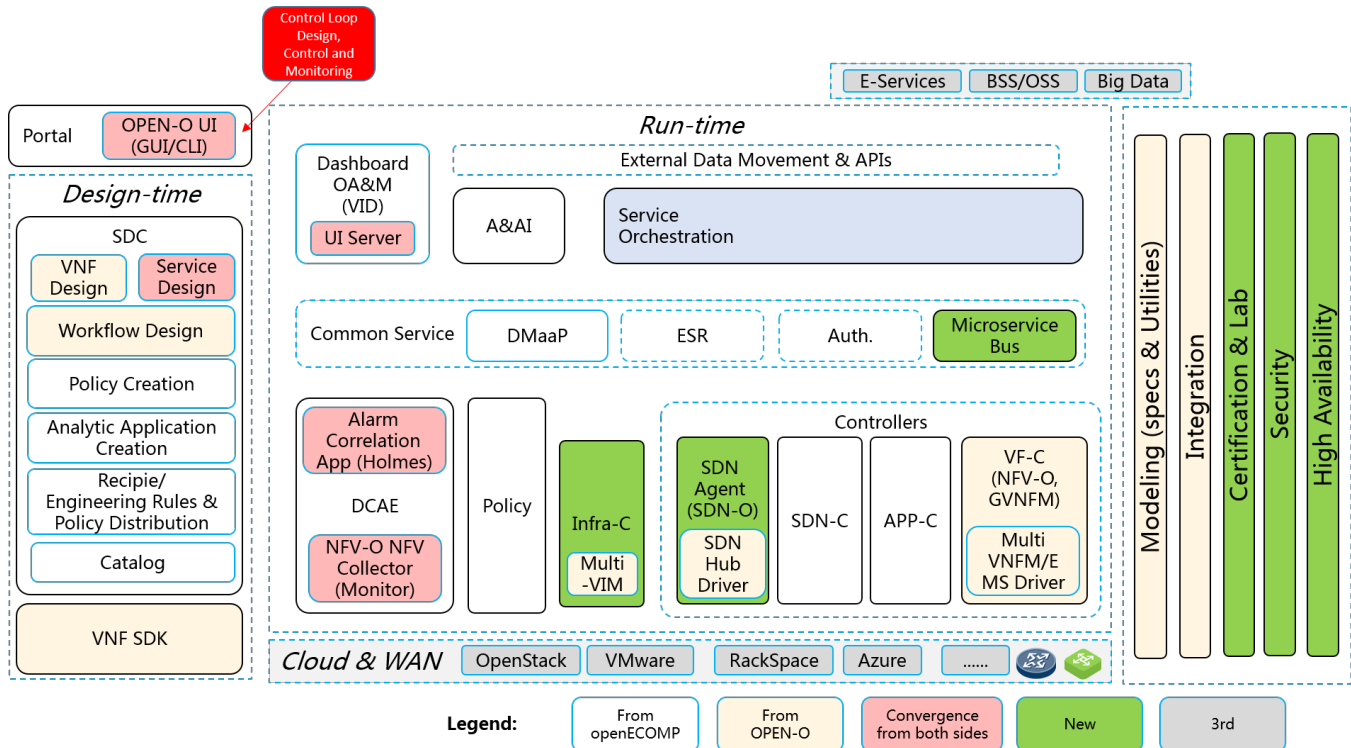 Control Loop
Design,
Control and
Monitoring
E-Services
BSS/OSS
Big Data
Portal
OPEN-O UI
(GUI/CLI)
Design-time
SDC
VNF
Design
Service
Design
Workflow Design
Policy Creation
Analytic Application
Creation
Recipie/
Engineering Rules &
Policy Distribution
Catalog
VNF SDK
Run-time
Dashboard
OA&M
(VID)
UI Server
External Data Movement & APIs
A&AI
Service
Orchestration
Common Service
DMaaP
ESR
Auth.
Microservice
Bus
Alarm
Correlation
App (Holmes)
DCAE
NFV-O NFV
Collector
(Monitor)
Policy
Infra-C
Multi
-VIM
Controllers
SDN
Agent
(SDN-O)
SDN
Hub
Driver
SDN-C
APP-C
VF-C
(NFV-O,
GVNFM)
Multi
VNFM/E
MS Driver
Cloud & WAN
OpenStack
VMware
RackSpace
Azure
......
Modeling (specs & Utilities)
Integration
Certification & Lab
Security
High Availability
Legend:
From
openECOMP
From
OPEN-O
Convergence
from both sides
New
3rd